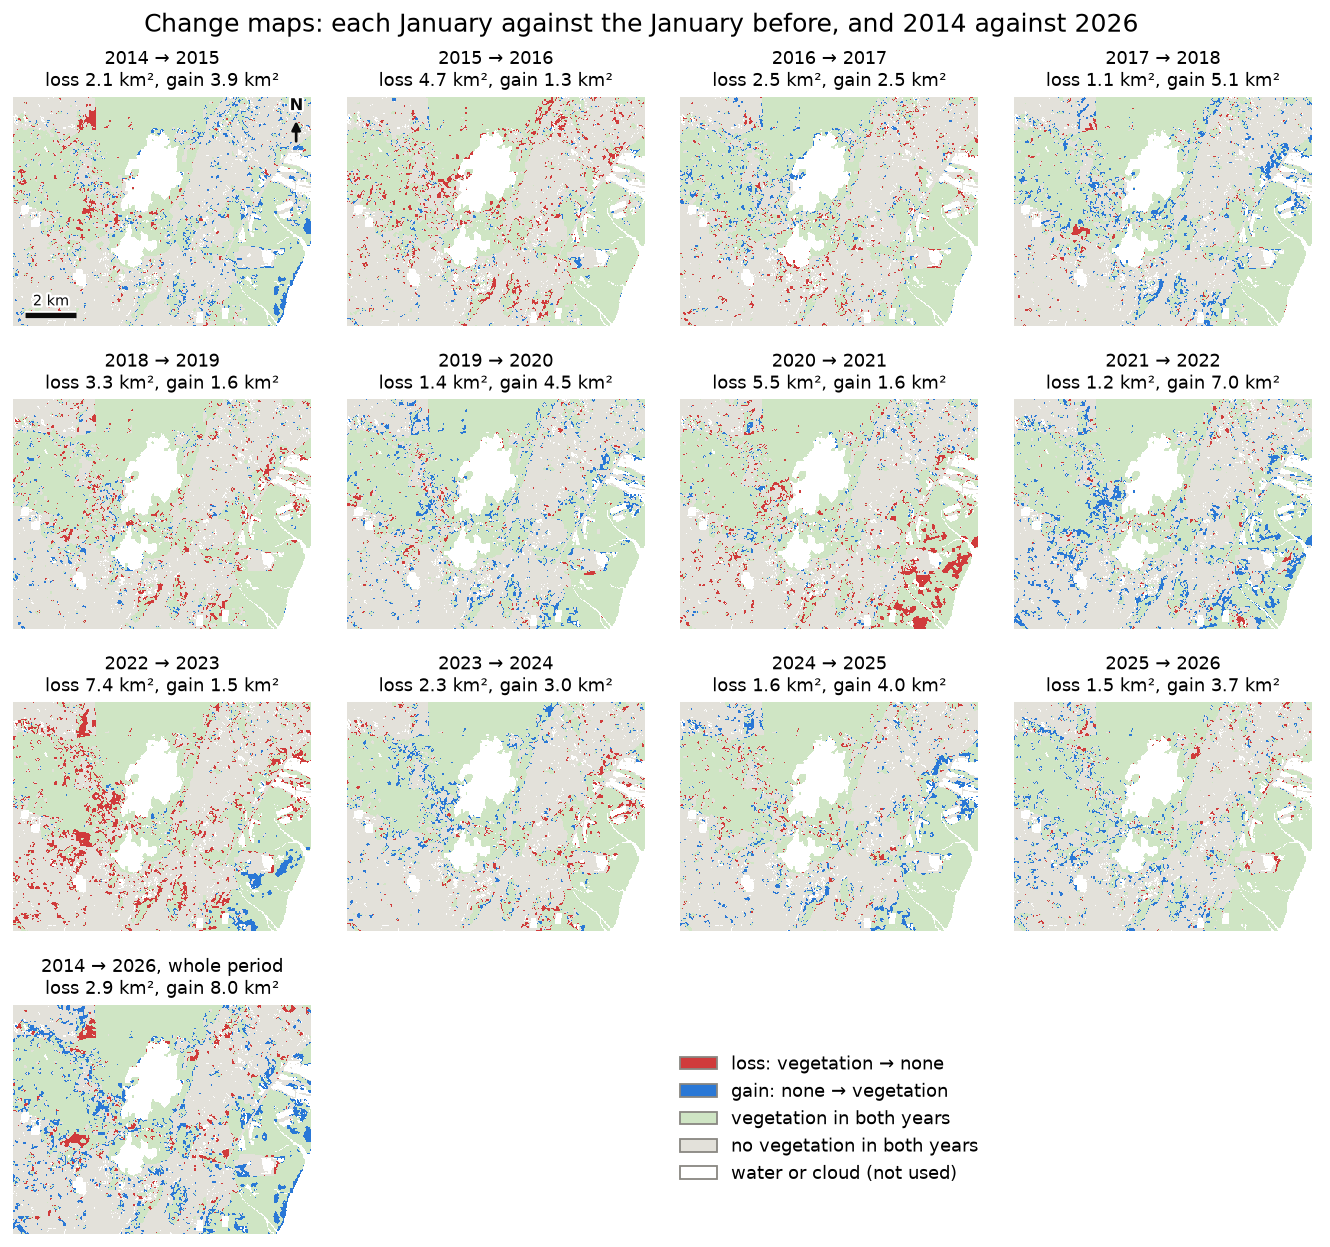 Change maps: each January against the January before, and 2014 against 2026
2014 → 2015
loss 2.1 km², gain 3.9 km²
2015 → 2016
loss 4.7 km², gain 1.3 km²
2016 → 2017
loss 2.5 km², gain 2.5 km²
2017 → 2018
loss 1.1 km², gain 5.1 km²
N
2 km
2018 → 2019
loss 3.3 km², gain 1.6 km²
2019 → 2020
loss 1.4 km², gain 4.5 km²
2020 → 2021
loss 5.5 km², gain 1.6 km²
2021 → 2022
loss 1.2 km², gain 7.0 km²
2022 → 2023
loss 7.4 km², gain 1.5 km²
2023 → 2024
loss 2.3 km², gain 3.0 km²
2024 → 2025
loss 1.6 km², gain 4.0 km²
2025 → 2026
loss 1.5 km², gain 3.7 km²
2014 → 2026, whole period
loss 2.9 km², gain 8.0 km²
loss: vegetation → none
gain: none → vegetation
vegetation in both years
no vegetation in both years
water or cloud (not used)